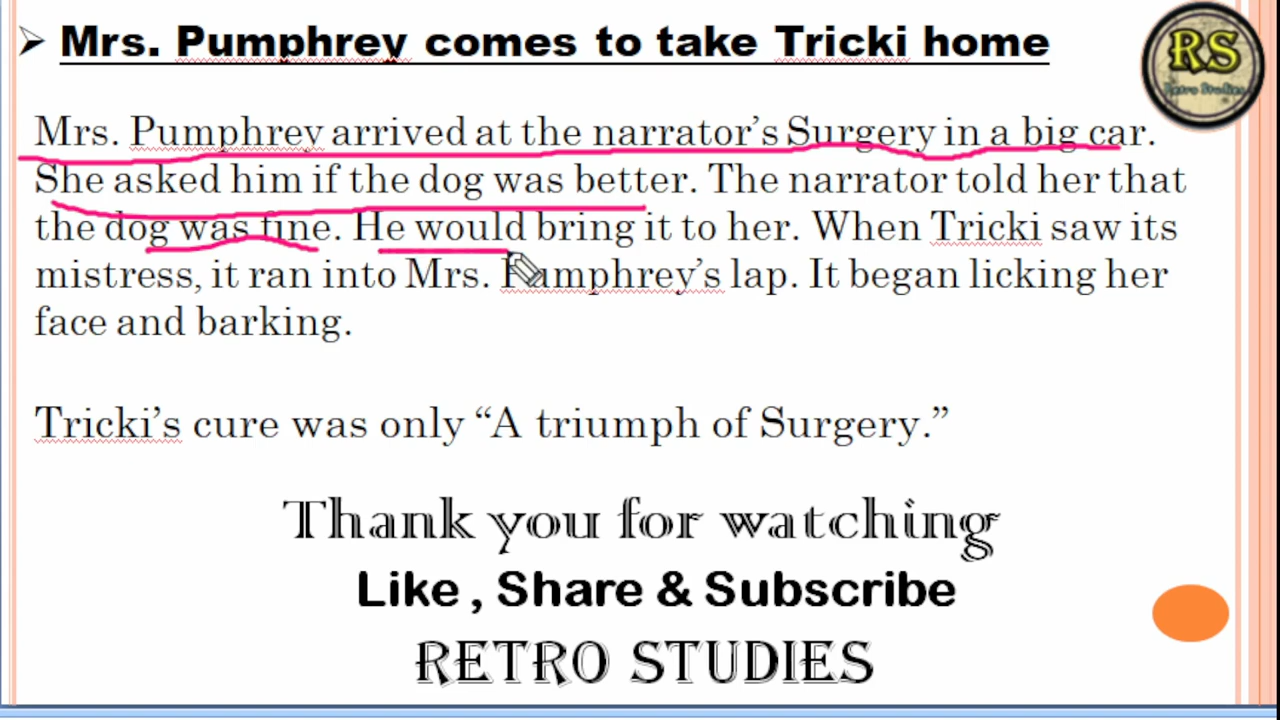 Mrs. Pumphrey comes to take Tricki home
RS
Retro Studies
Mrs. Pumphrey arrived at the narrator's Surgery in a big car.
She asked him if the dog was better. The narrator told her that
the dog was fine. He would bring it to her. When Tricki saw its
mistress, it ran into Mrs. Pumphrey's lap. It began licking her
face and barking.
Tricki's cure was only “A triumph of Surgery.”
Thank you for watching
Like , Share & Subscribe
RETRO STUDIES